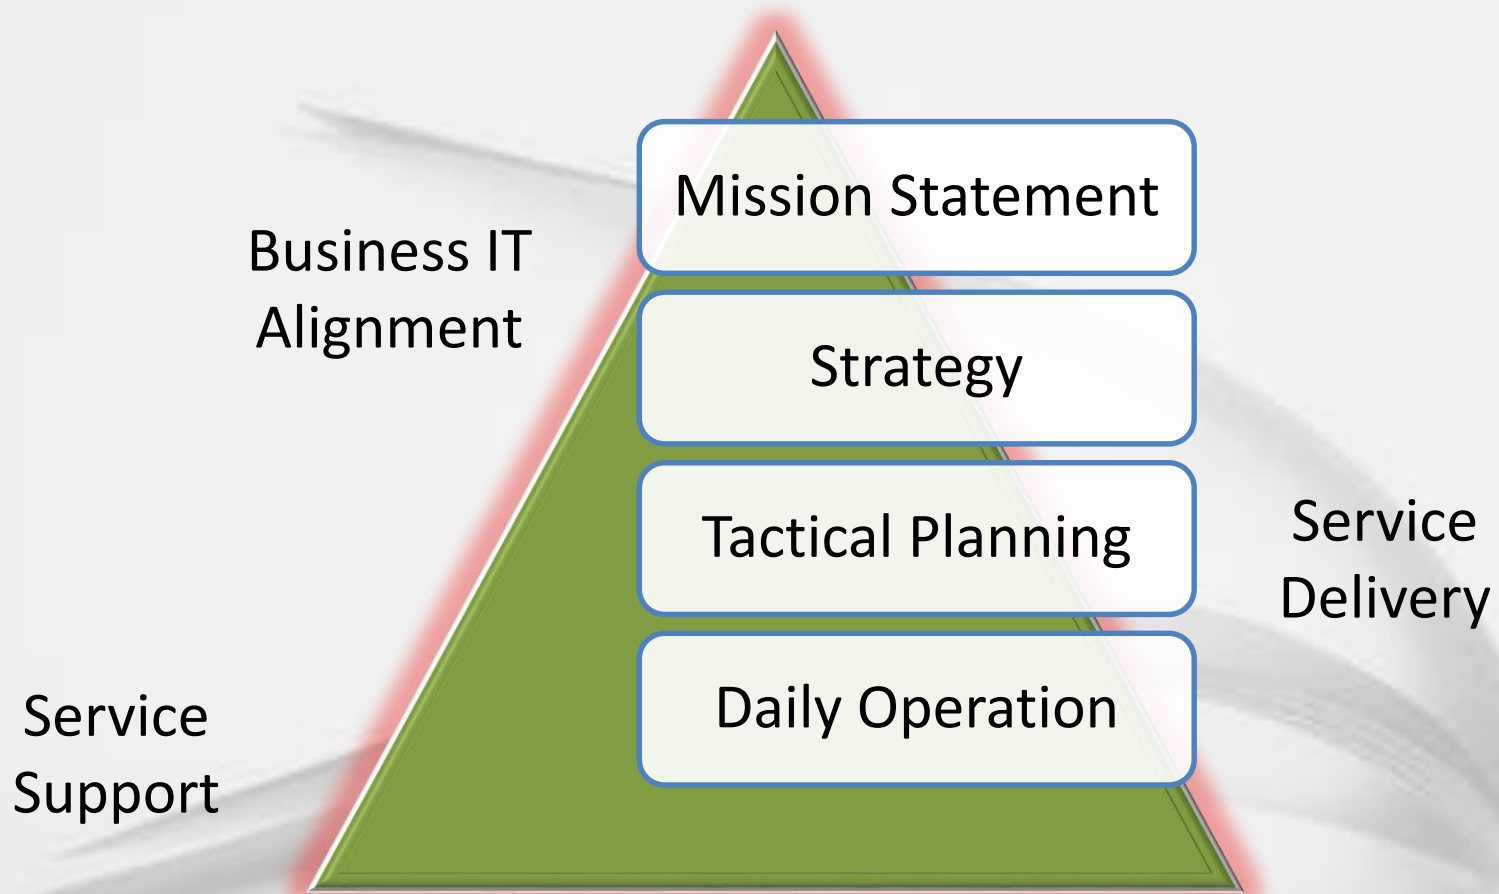 Mission Statement
Business IT
Alignment
Strategy
Tactical Planning
Service
Delivery
Daily Operation
Service
Support